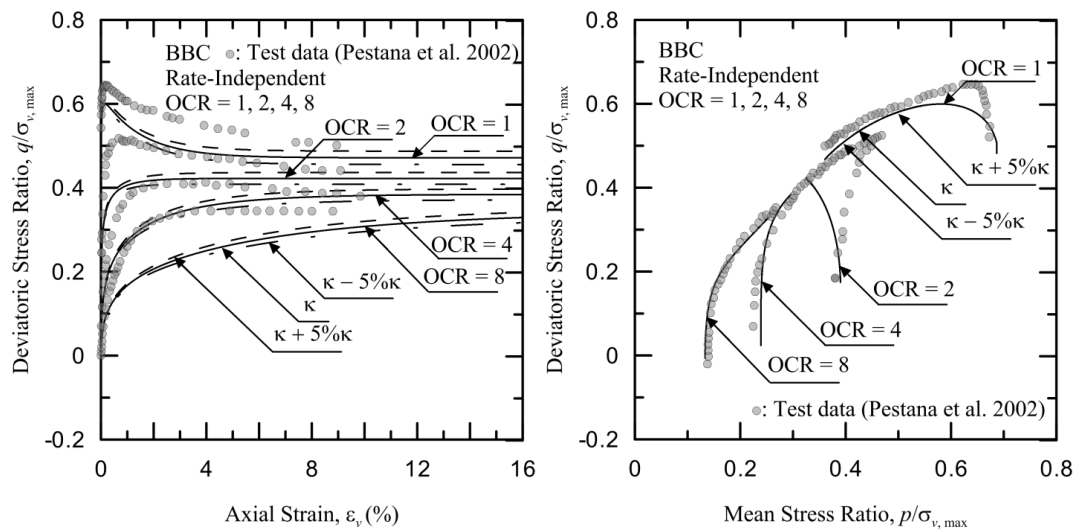 BBC
: Test data (Pestana et al. 2002)
Rate-Independent
OCR = 1, 2, 4, 8
OCR = 2
OCR = 1
OCR = 4
OCR = 8
κ − 5%κ
κ
κ + 5%κ
0.8
0.6
0.4
0.2
0
-0.2
0
4
8
12
16
Deviatoric Stress Ratio, q/σv, max
Axial Strain, εv (%)
BBC
Rate-Independent
OCR = 1, 2, 4, 8
OCR = 1
κ + 5%κ
κ
κ − 5%κ
OCR = 2
OCR = 4
OCR = 8
: Test data (Pestana et al. 2002)
0.8
0.6
0.4
0.2
0
-0.2
0
0.2
0.4
0.6
0.8
Deviatoric Stress Ratio, q/σv, max
Mean Stress Ratio, p/σv, max